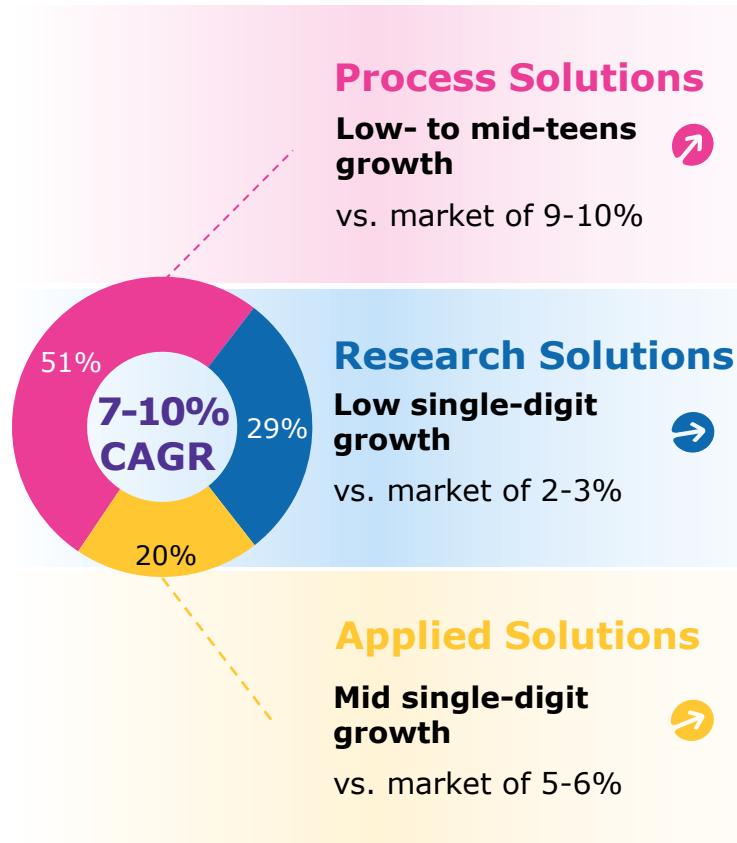 Process Solutions
Low- to mid-teens
growth
vs. market of 9-10%
51%
7-10%
CAGR
29%
20%
Research Solutions
Low single-digit
growth
vs. market of 2-3%
Applied Solutions
Mid single-digit
growth
vs. market of 5-6%